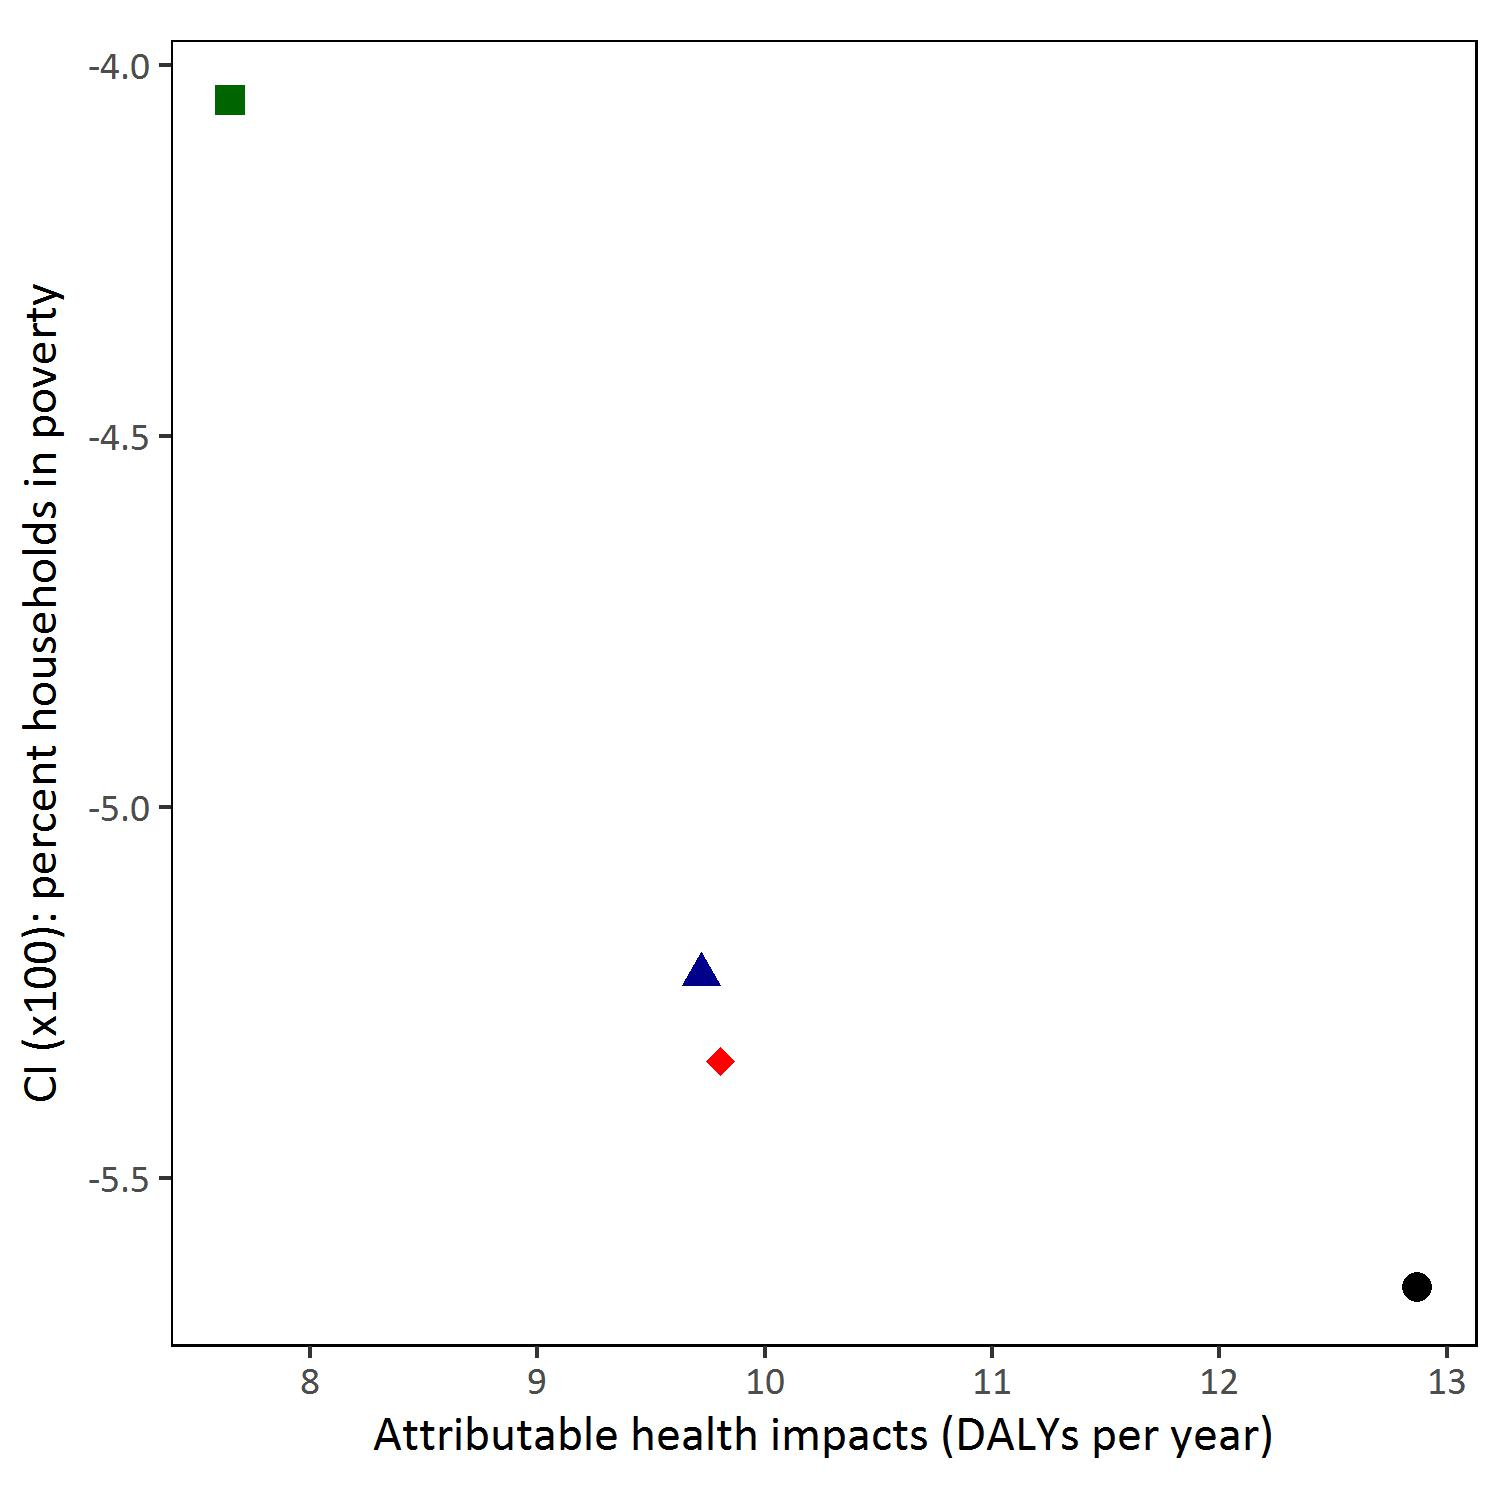 -4.0
-4.5
-5.0
-5.5
CI (x100): percent households in poverty
8 9 10 11 12 13
Attributable health impacts (DALYs per year)